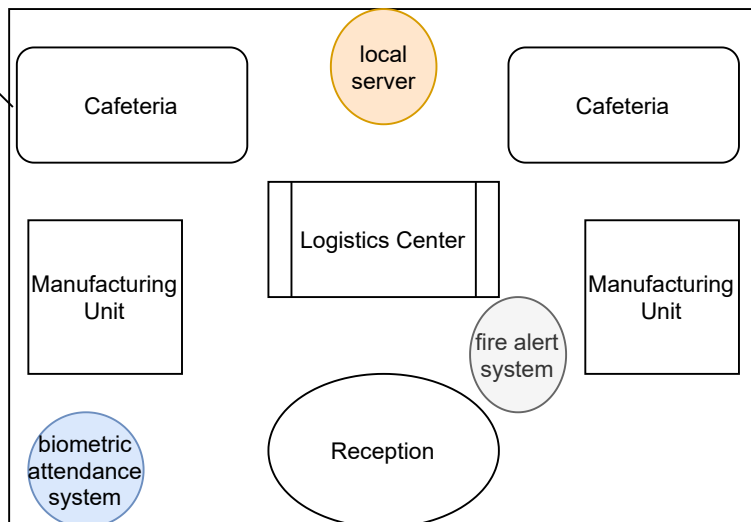 local
server
Cafeteria
Cafeteria
Logistics Center
Manufacturing
Unit
Manufacturing
Unit
fire alert
system
Reception
biometric
attendance
system